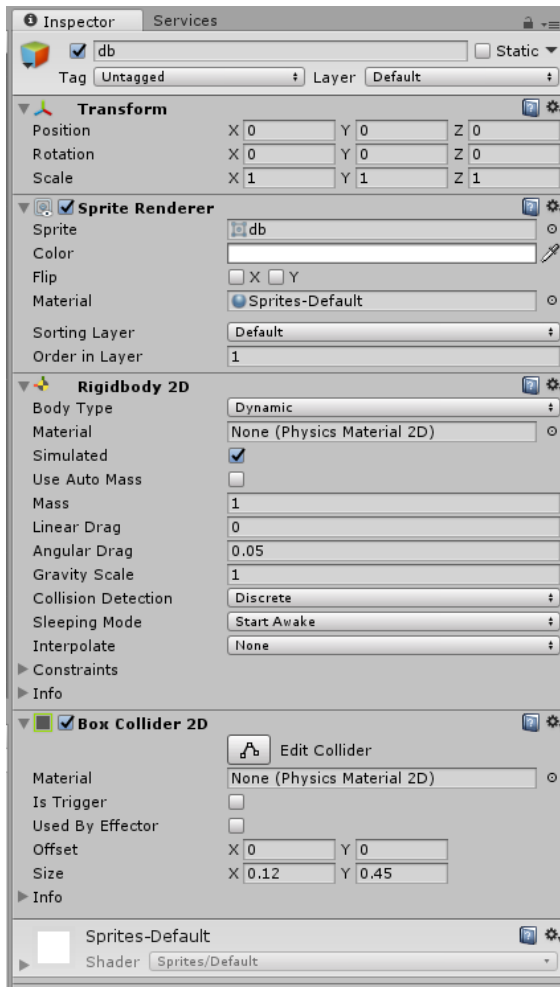 Inspector Services
db Static
Tag Untagged Layer Default
Transform
Position X 0 Y 0 Z 0
Rotation X 0 Y 0 Z 0
Scale X 1 Y 1 Z 1
Sprite Renderer
Sprite db
Color
Flip X Y
Material Sprites-Default
Sorting Layer Default
Order in Layer 1
Rigidbody 2D
Body Type Dynamic
Material None (Physics Material 2D)
Simulated
Use Auto Mass
Mass 1
Linear Drag 0
Angular Drag 0.05
Gravity Scale 1
Collision Detection Discrete
Sleeping Mode Start Awake
Interpolate None
Constraints
Info
Box Collider 2D
Edit Collider
Material None (Physics Material 2D)
Is Trigger
Used By Effector
Offset X 0 Y 0
Size X 0.12 Y 0.45
Info
Sprites-Default
Shader Sprites/Default